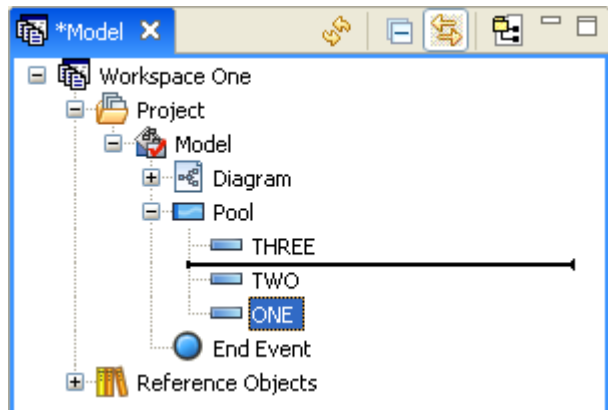 *Model
Workspace One
Project
Model
Diagram
Pool
THREE
TWO
ONE
End Event
Reference Objects